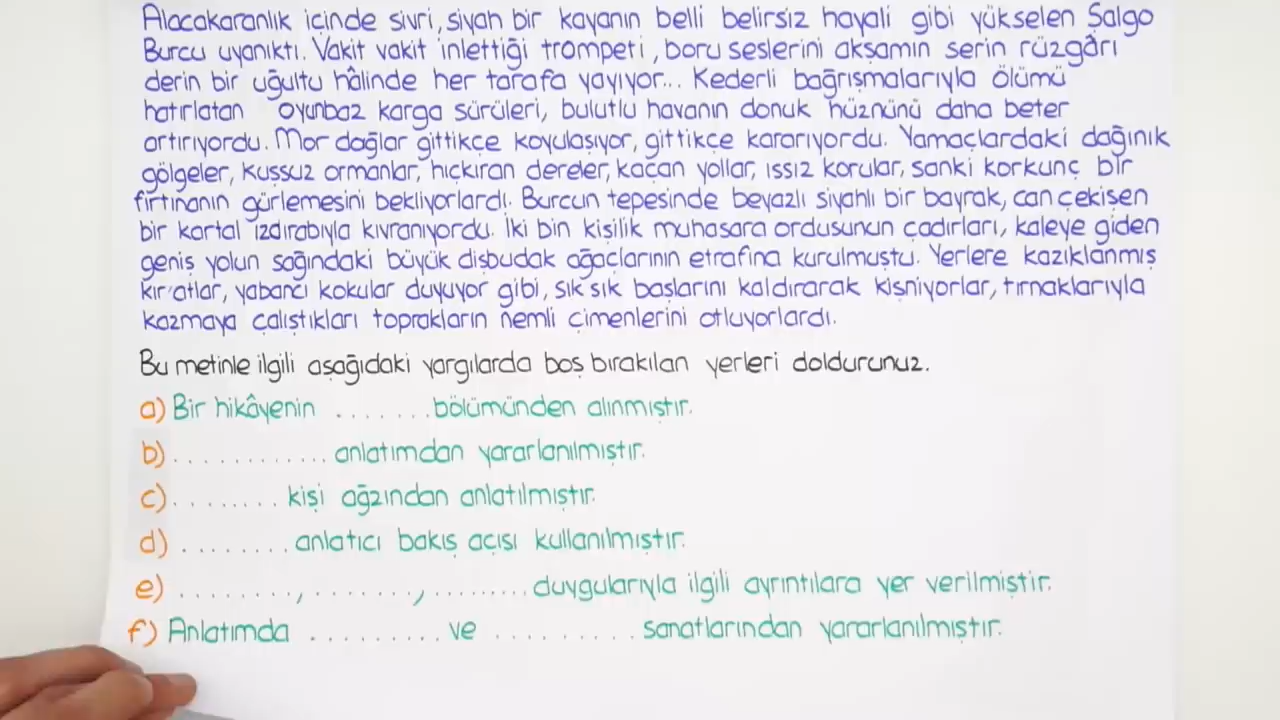 Alacakaranlık içinde sivri, siyah bir kayanın belli belirsiz hayali gibi yükselen Şalgo
Burcu uyanıktı. Vakit vakit inlettiği trompeti, boru seslerini akşamın serin rüzgârı
derin bir uğultu hâlinde her tarafa yayıyor... Kederli bağrışmalarıyla ölümü
hatırlatan oyunbaz karga sürüleri, bulutlu havanın donuk hüznünü daha beter
artırıyordu. Mor dağlar gittikçe koyulaşıyor, gittikçe kararıyordu. Yamaçlardaki dağınık
gölgeler, kuşsuz ormanlar, hıçkıran dereler, kaçan yollar, ıssız korular, sanki korkunç bir
fırtınanın gürlemesini bekliyorlardı. Burcun tepesinde beyazlı siyahlı bir bayrak, can çekişen
bir kartal ızdırabıyla kıvranıyordu. İki bin kişilik muhasara ordusunun çadırları, kaleye giden
geniş yolun sağındaki büyük dişbudak ağaçlarının etrafına kurulmuştu. Yerlere kazıklanmış
kır atlar, yabancı kokular duyuyor gibi, sık sık başlarını kaldırarak kişniyorlar, tırnaklarıyla
kazmaya çalıştıkları toprakların nemli çimenlerini otluyorlardı.
Bu metinle ilgili aşağıdaki yargılarda boş bırakılan yerleri doldurunuz.
a) Bir hikâyenin ....... bölümünden alınmıştır.
b) ............ anlatımdan yararlanılmıştır.
c) ........ kişi ağzından anlatılmıştır.
d) ........ anlatıcı bakış açısı kullanılmıştır.
e) ........, ......., ......... duygularıyla ilgili ayrıntılara yer verilmiştir.
f) Anlatımda ......... ve .......... sanatlarından yararlanılmıştır.